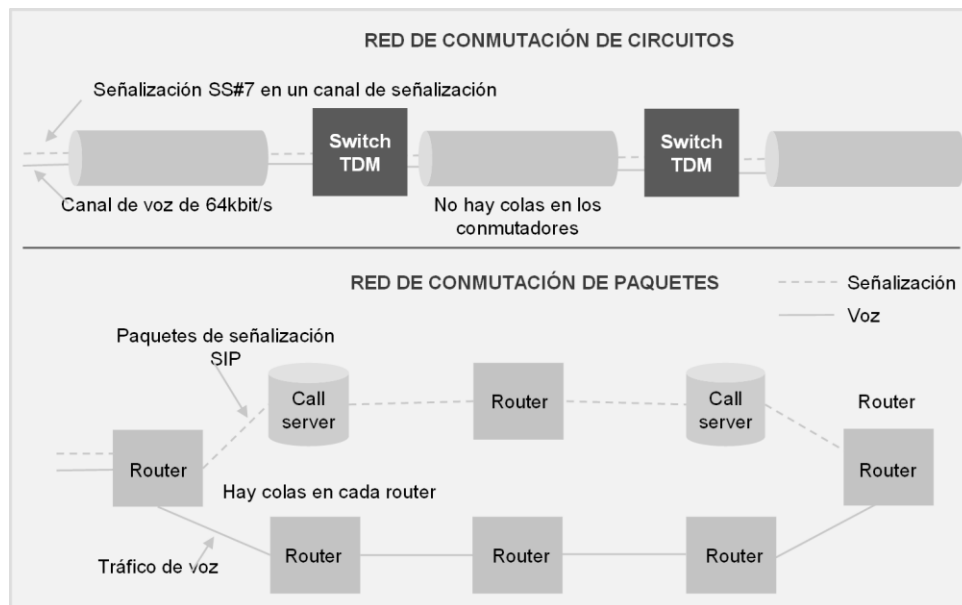 RED DE CONMUTACIÓN DE CIRCUITOS
Señalización SS#7 en un canal de señalización
Switch
TDM
Switch
TDM
Canal de voz de 64kbit/s
No hay colas en los
conmutadores
RED DE CONMUTACIÓN DE PAQUETES
Señalización
Voz
Paquetes de señalización
SIP
Call
server
Router
Call
server
Router
Router
Router
Hay colas en cada router
Router
Router
Router
Tráfico de voz